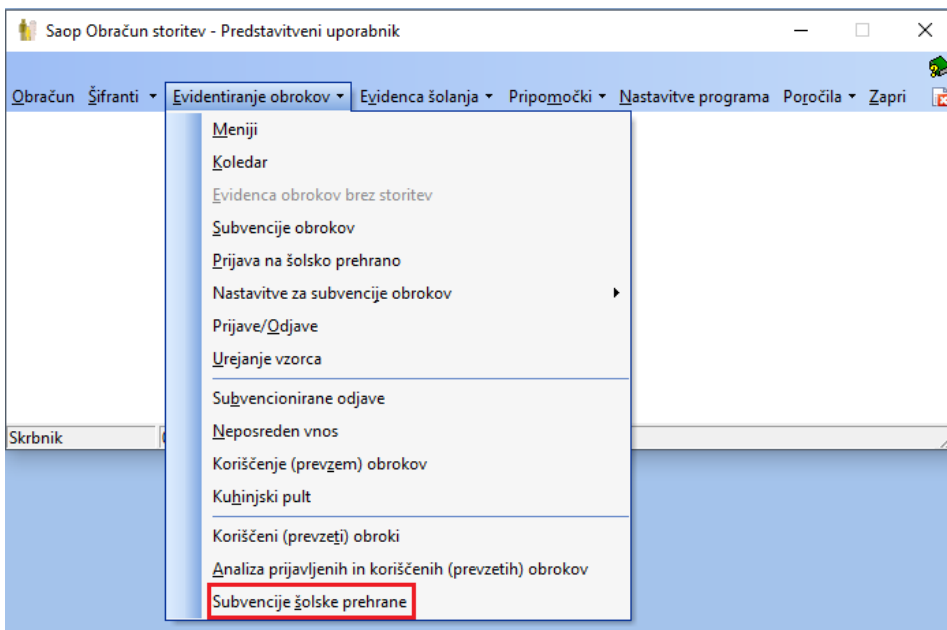 Saop Obračun storitev - Predstavitveni uporabnik
Obračun Šifranti Evidentiranje obrokov Evidenca šolanja Pripomočki Nastavitve programa Poročila Zapri
Meniji
Koledar
Evidenca obrokov brez storitev
Subvencije obrokov
Prijava na šolsko prehrano
Nastavitve za subvencije obrokov
Prijave/Odjave
Urejanje vzorca
Subvencionirane odjave
Neposreden vnos
Skrbnik
Koriščenje (prevzem) obrokov
Kuhinjski pult
Koriščeni (prevzeti) obroki
Analiza prijavljenih in koriščenih (prevzetih) obrokov
Subvencije šolske prehrane